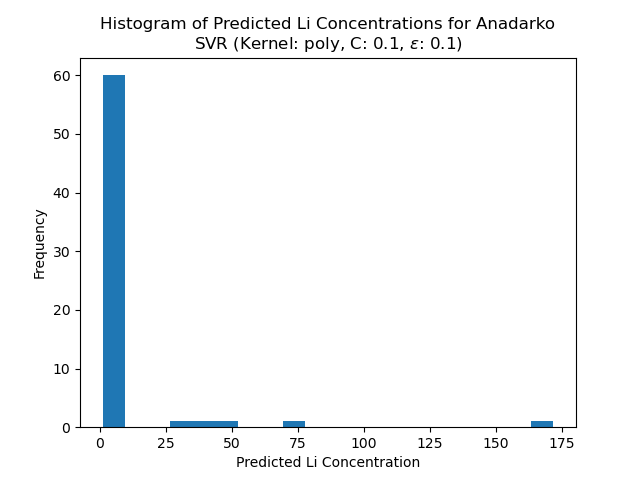 Histogram of Predicted Li Concentrations for Anadarko
SVR (Kernel: poly, C: 0.1, ε: 0.1)
60
50
40
30
20
10
0
Frequency
0 25 50 75 100 125 150 175
Predicted Li Concentration